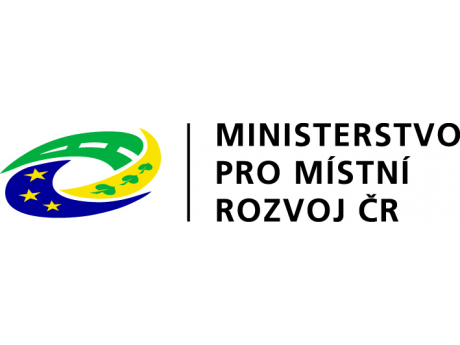 MINISTERSTVO
PRO MÍSTNÍ
ROZVOJ ČR